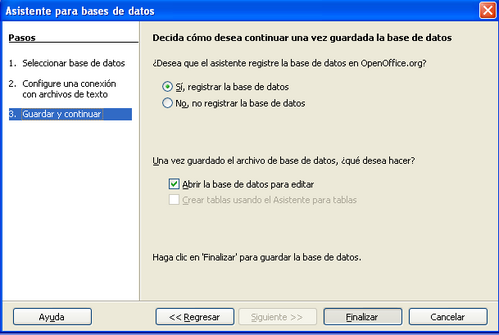 Asistente para bases de datos
Pasos
1. Seleccionar base de datos
2. Configure una conexión
con archivos de texto
3. Guardar y continuar
Decida cómo desea continuar una vez guardada la base de datos
¿Desea que el asistente registre la base de datos en OpenOffice.org?
Sí, registrar la base de datos
No, no registrar la base de datos
Una vez guardado el archivo de base de datos, ¿qué desea hacer?
Abrir la base de datos para editar
Crear tablas usando el Asistente para tablas
Haga clic en 'Finalizar' para guardar la base de datos.
Ayuda
<< Regresar
Siguiente >>
Finalizar
Cancelar